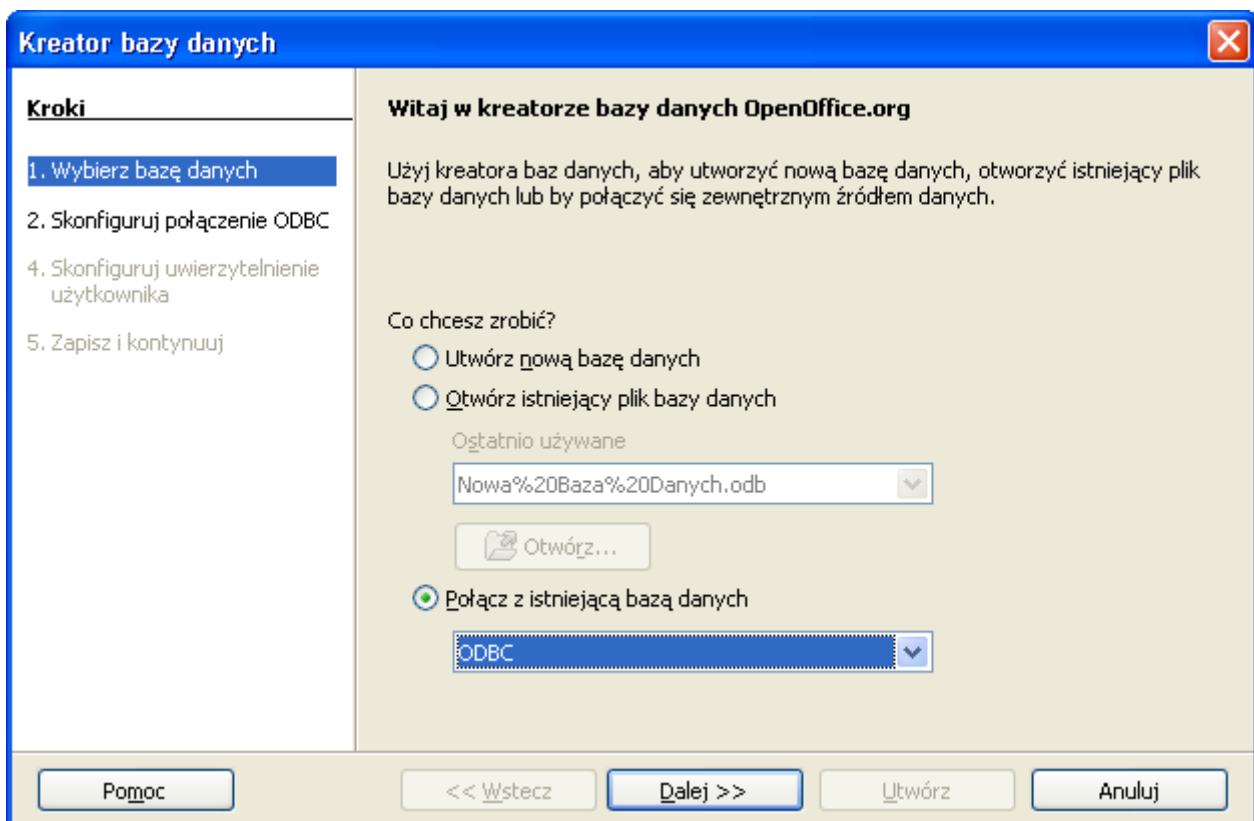 Kreator bazy danych
Kroki
1. Wybierz bazę danych
2. Skonfiguruj połączenie ODBC
4. Skonfiguruj uwierzytelnienie
użytkownika
5. Zapisz i kontynuuj
Witaj w kreatorze bazy danych OpenOffice.org
Użyj kreatora baz danych, aby utworzyć nową bazę danych, otworzyć istniejący plik
bazy danych lub by połączyć się zewnętrznym źródłem danych.
Co chcesz zrobić?
Utwórz nową bazę danych
Otwórz istniejący plik bazy danych
Ostatnio używane
Nowa%20Baza%20Danych.odb
Otwórz...
Połącz z istniejącą bazą danych
ODBC
Pomoc
<< Wstecz
Dalej >>
Utwórz
Anuluj